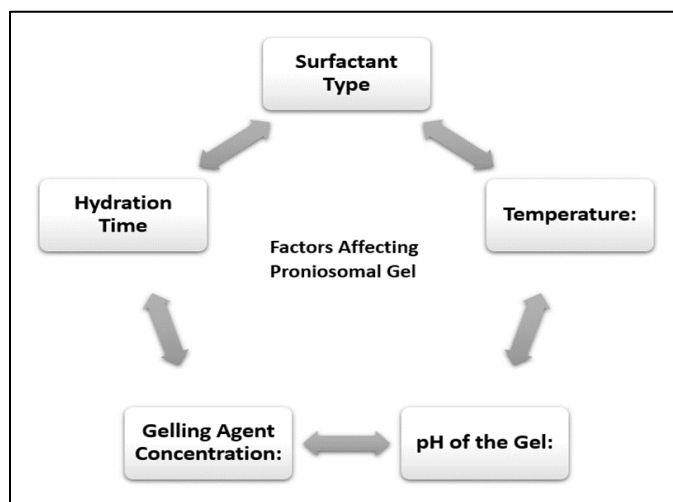 Surfactant
Type
Hydration
Time
Temperature:
Factors Affecting
Proniosomal Gel
Gelling Agent
Concentration:
pH of the Gel: